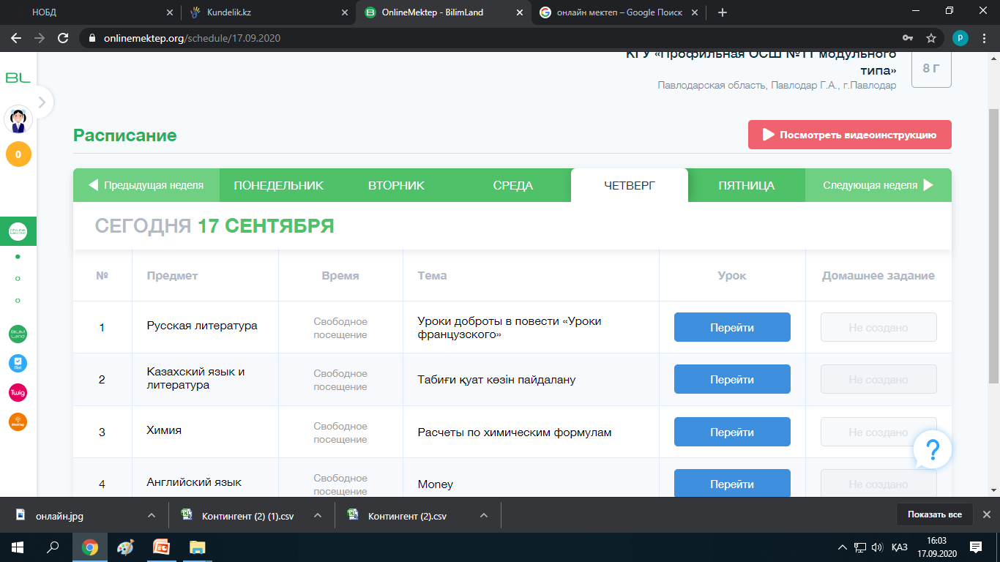 НОБД
Kundelik.kz
OnlineMektep - BilimLand
онлайн мектеп – Google Поиск
onlinemektep.org/schedule/17.09.2020
p
BL
КГУ «Профильная ОСШ №11 модульного
типа»
8 Г
Павлодарская область, Павлодар Г.А., г.Павлодар
0
Расписание
Посмотреть видеоинструкцию
Предыдущая неделя
ПОНЕДЕЛЬНИК
ВТОРНИК
СРЕДА
ЧЕТВЕРГ
ПЯТНИЦА
Следующая неделя
СЕГОДНЯ 17 СЕНТЯБРЯ
№
Предмет
Время
Тема
Урок
Домашнее задание
1
Русская литература
Свободное
посещение
Уроки доброты в повести «Уроки
французского»
Перейти
Не создано
2
Казахский язык и
литература
Свободное
посещение
Табиғи қуат көзін пайдалану
Перейти
Не создано
3
Химия
Свободное
посещение
Расчеты по химическим формулам
Перейти
Не создано
4
Английский язык
Свободное
посещение
Money
Перейти
Не создано
ONLINE
MEKTEP
BILIM
Land
iTest
Twig
?
онлайн.jpg
Контингент (2) (1).csv
Контингент (2).csv
Показать все
ҚАЗ
16:03
17.09.2020